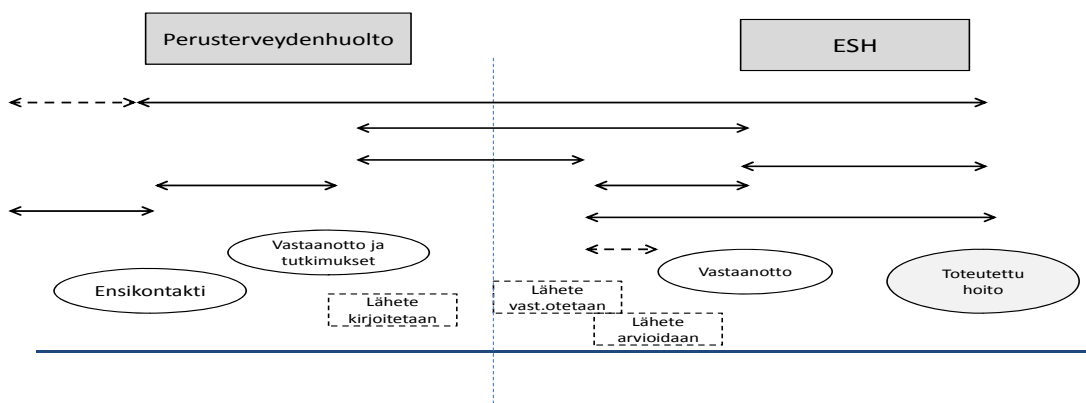 Perusterveydenhuolto
ESH
Vastaanotto ja
tutkimukset
Ensikontakti
Lähete
kirjoitetaan
Lähete
vast.otetaan
Lähete
arvioidaan
Vastaanotto
Toteutettu
hoito